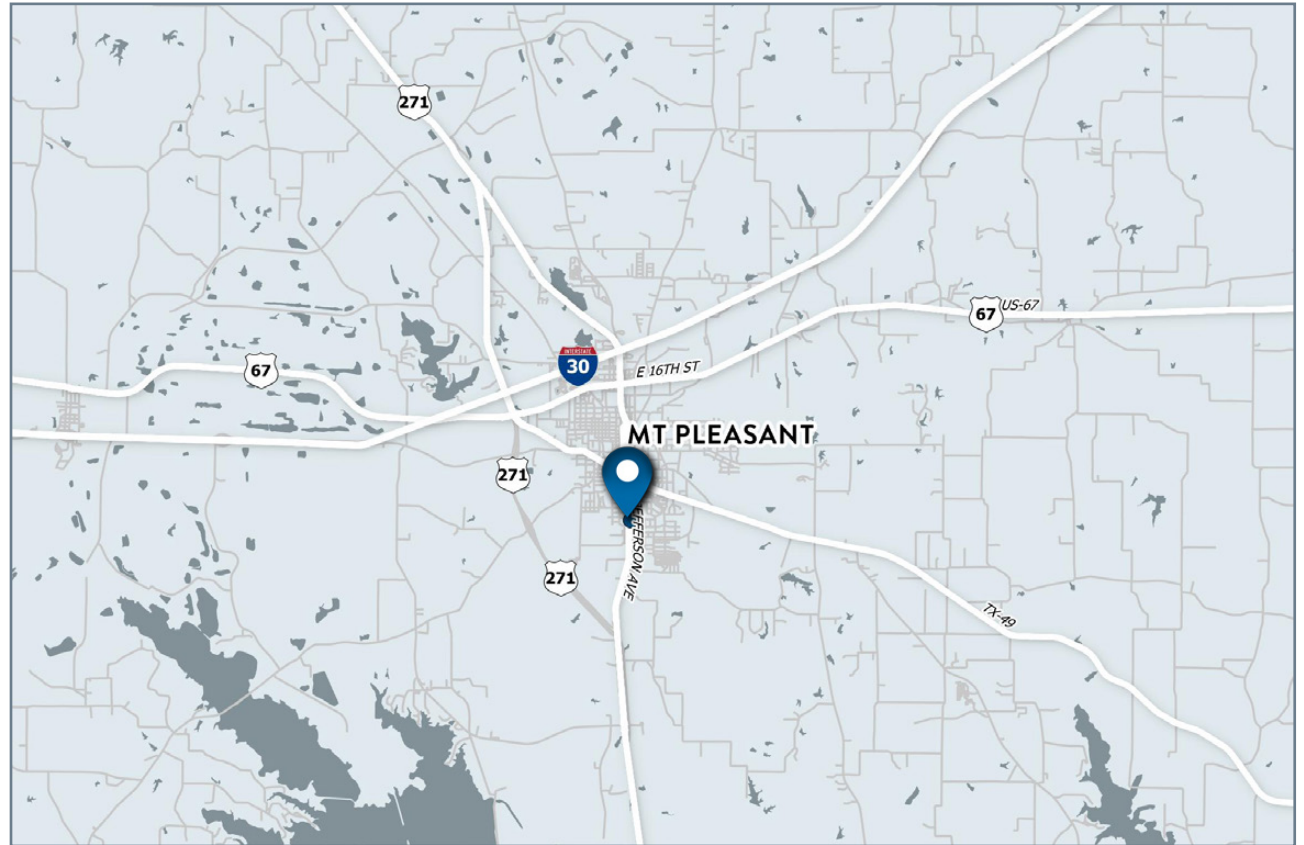 271
67
US-67
INTERSTATE
30
E 16TH ST
67
MT PLEASANT
271
JEFFERSON AVE
271
TX-49